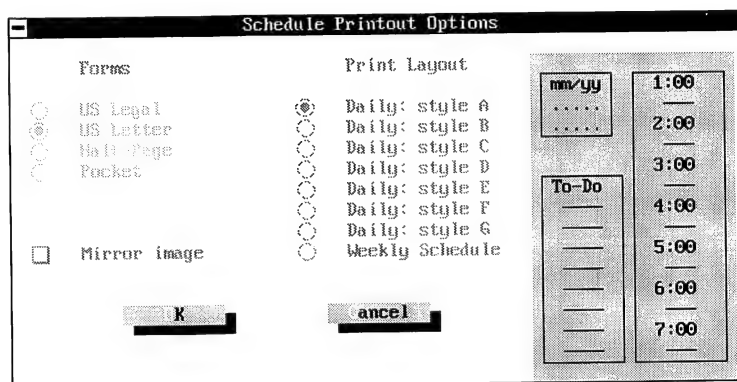 Schedule Printout Options
Forms
US Legal
US Letter
Half Page
Pocket
Mirror image
Print Layout
Daily: style A
Daily: style B
Daily: style C
Daily: style D
Daily: style E
Daily: style F
Daily: style G
Weekly Schedule
K
ancel
mm/yy
.....
.....
To-Do
1:00
2:00
3:00
4:00
5:00
6:00
7:00